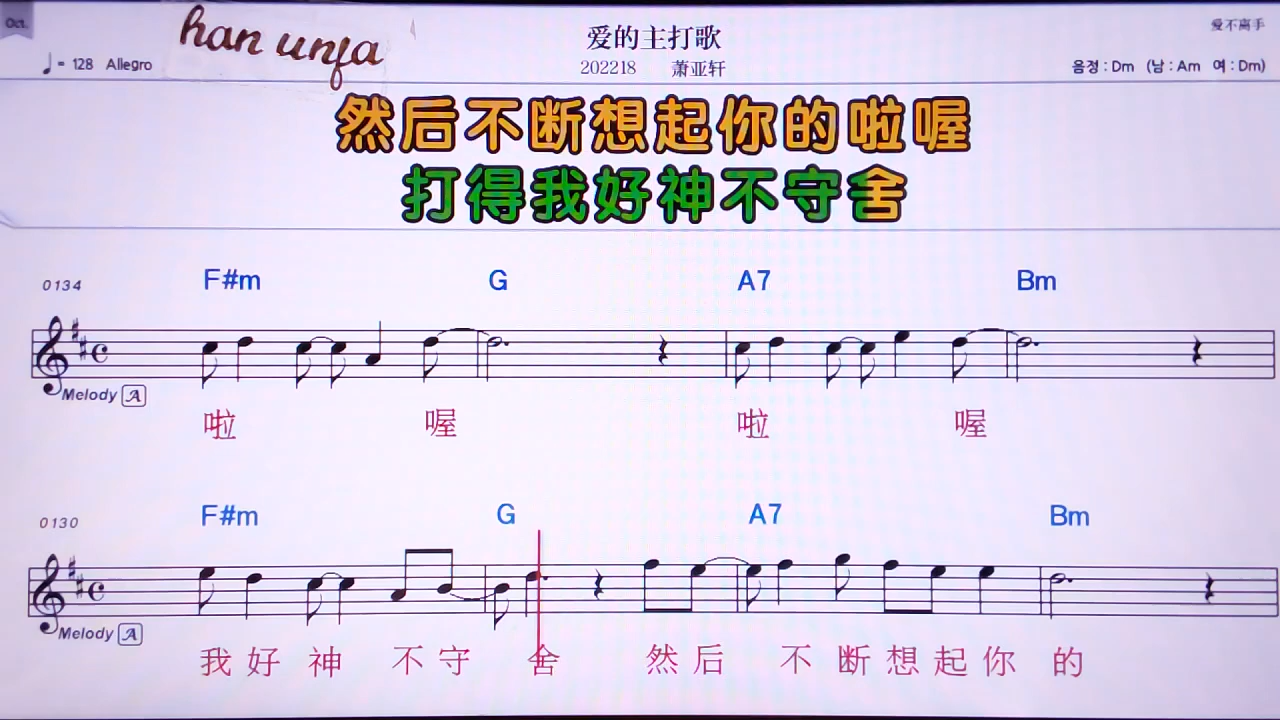 Oct.
han unfa
爱的主打歌
爱不离手
♩= 128 Allegro
202218 萧亚轩
음정 : Dm (남 : Am 여 : Dm)
然后不断想起你的啦喔
打得我好神不守舍
0134
F#m G A7 Bm
Melody A
啦 喔 啦 喔
0130
F#m G A7 Bm
Melody A
我 好 神 不 守 舍 然 后 不 断 想 起 你 的